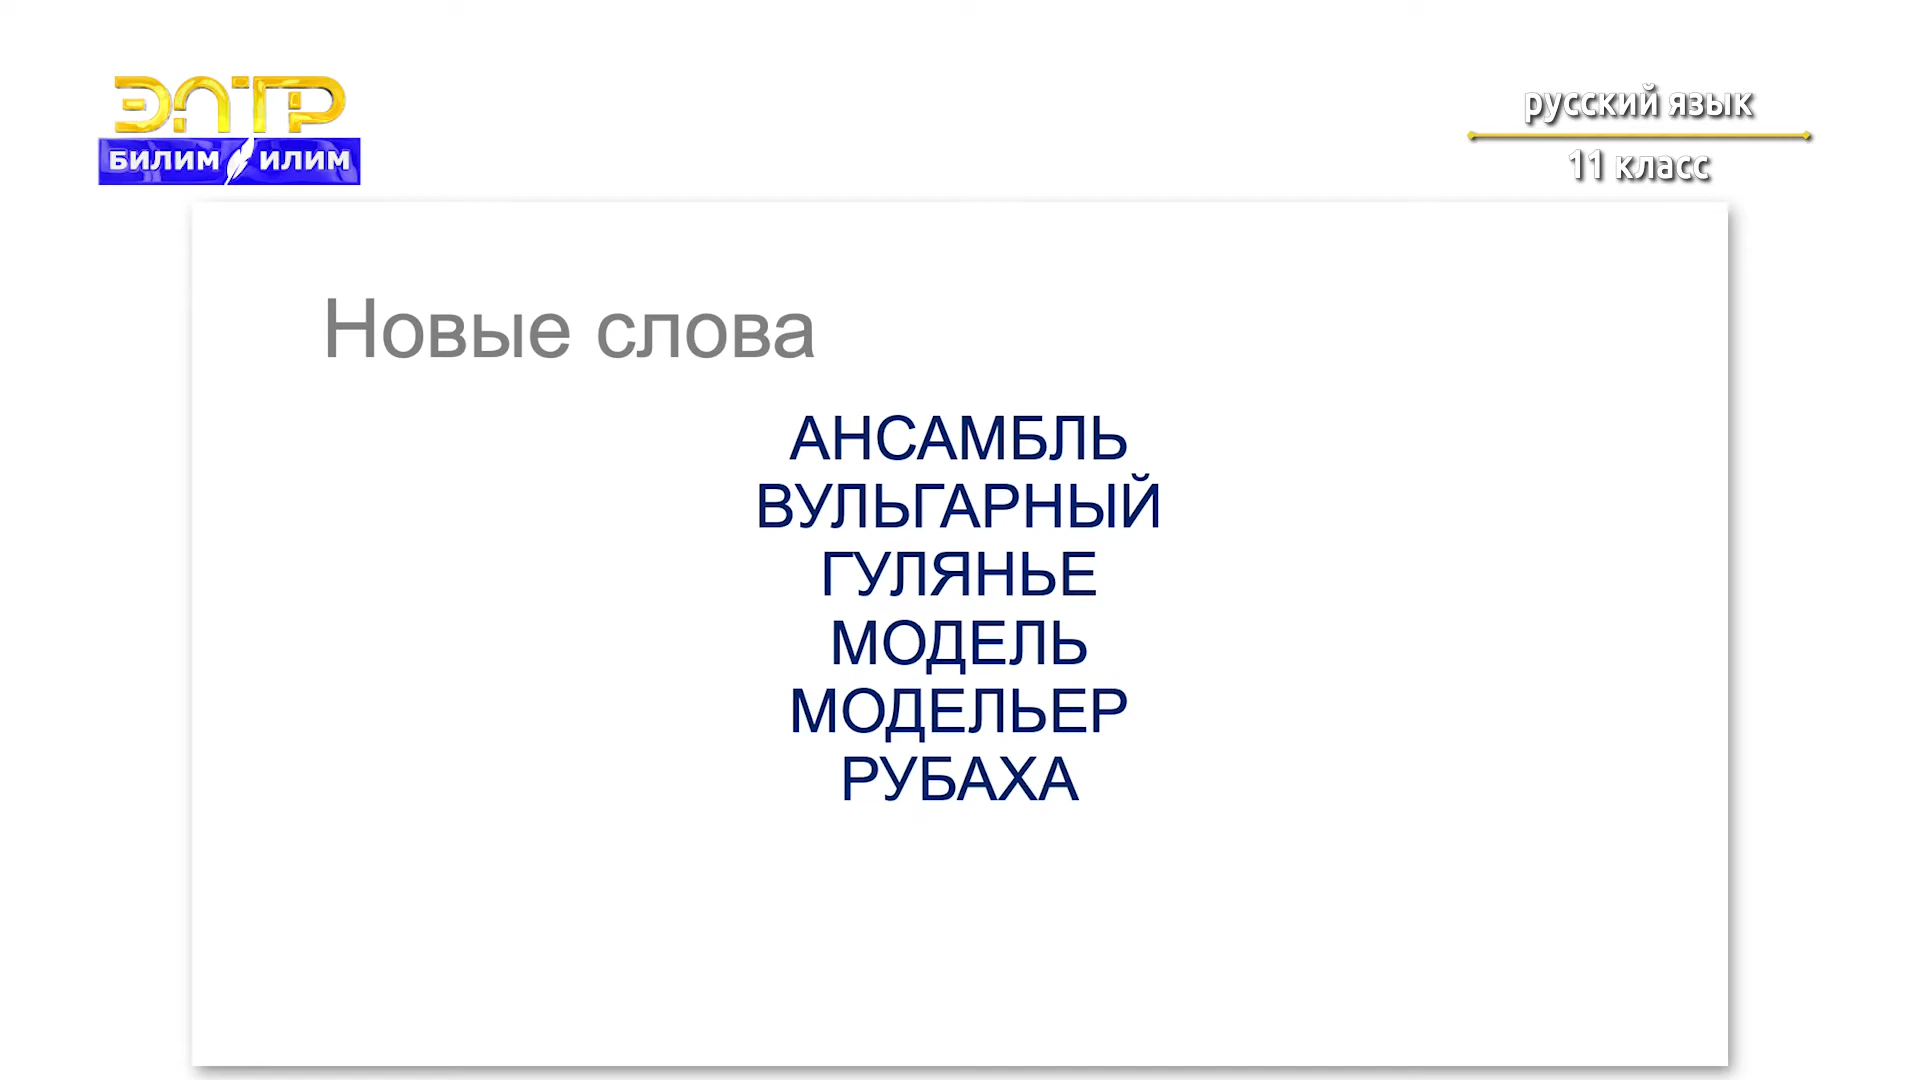 ЭЛТР
БИЛИМ ИЛИМ
русский язык
11 класс
Новые слова
АНСАМБЛЬ
ВУЛЬГАРНЫЙ
ГУЛЯНЬЕ
МОДЕЛЬ
МОДЕЛЬЕР
РУБАХА